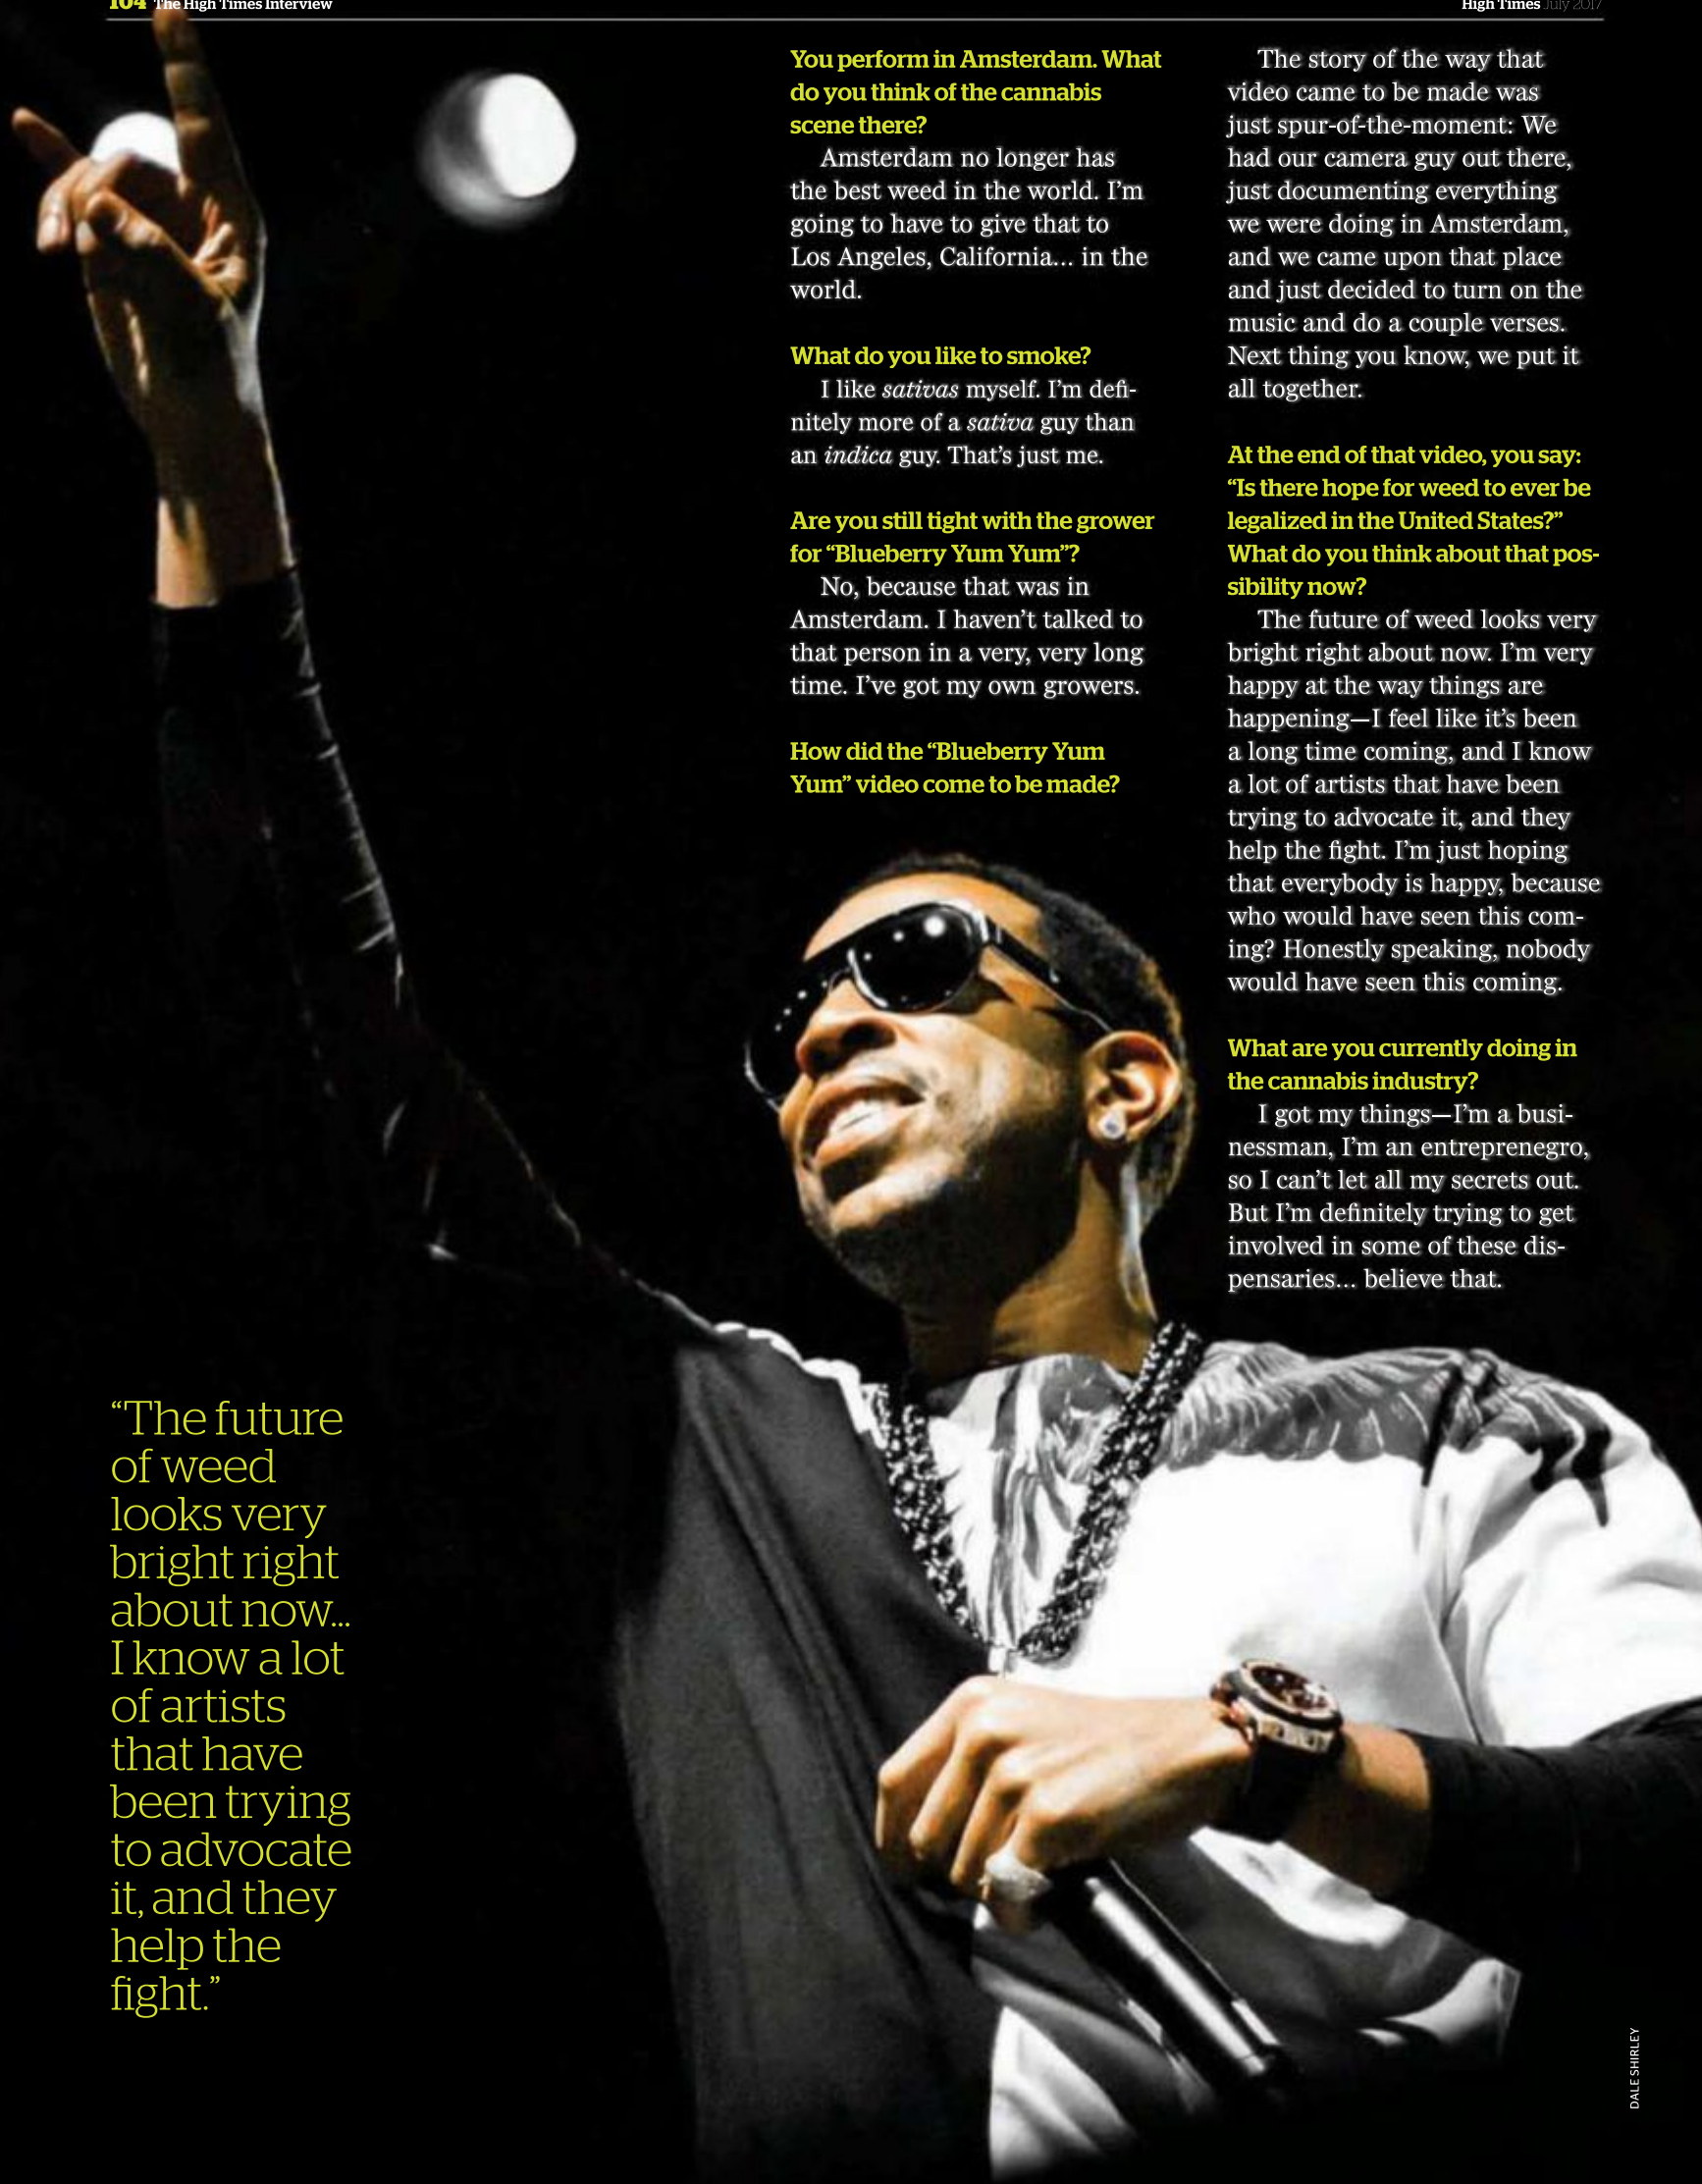 104 The High Times Interview
High Times July 2017
You perform in Amsterdam. What
do you think of the cannabis
scene there?
Amsterdam no longer has
the best weed in the world. I’m
going to have to give that to
Los Angeles, California… in the
world.
What do you like to smoke?
I like sativas myself. I’m defi-
nitely more of a sativa guy than
an indica guy. That’s just me.
Are you still tight with the grower
for “Blueberry Yum Yum”?
No, because that was in
Amsterdam. I haven’t talked to
that person in a very, very long
time. I’ve got my own growers.
How did the “Blueberry Yum
Yum” video come to be made?
The story of the way that
video came to be made was
just spur-of-the-moment: We
had our camera guy out there,
just documenting everything
we were doing in Amsterdam,
and we came upon that place
and just decided to turn on the
music and do a couple verses.
Next thing you know, we put it
all together.
At the end of that video, you say:
“Is there hope for weed to ever be
legalized in the United States?”
What do you think about that pos-
sibility now?
The future of weed looks very
bright right about now. I’m very
happy at the way things are
happening—I feel like it’s been
a long time coming, and I know
a lot of artists that have been
trying to advocate it, and they
help the fight. I’m just hoping
that everybody is happy, because
who would have seen this com-
ing? Honestly speaking, nobody
would have seen this coming.
What are you currently doing in
the cannabis industry?
I got my things—I’m a busi-
nessman, I’m an entreprenegro,
so I can’t let all my secrets out.
But I’m definitely trying to get
involved in some of these dis-
pensaries… believe that.
“The future
of weed
looks very
bright right
about now…
I know a lot
of artists
that have
been trying
to advocate
it, and they
help the
fight.”
DALE SHIRLEY